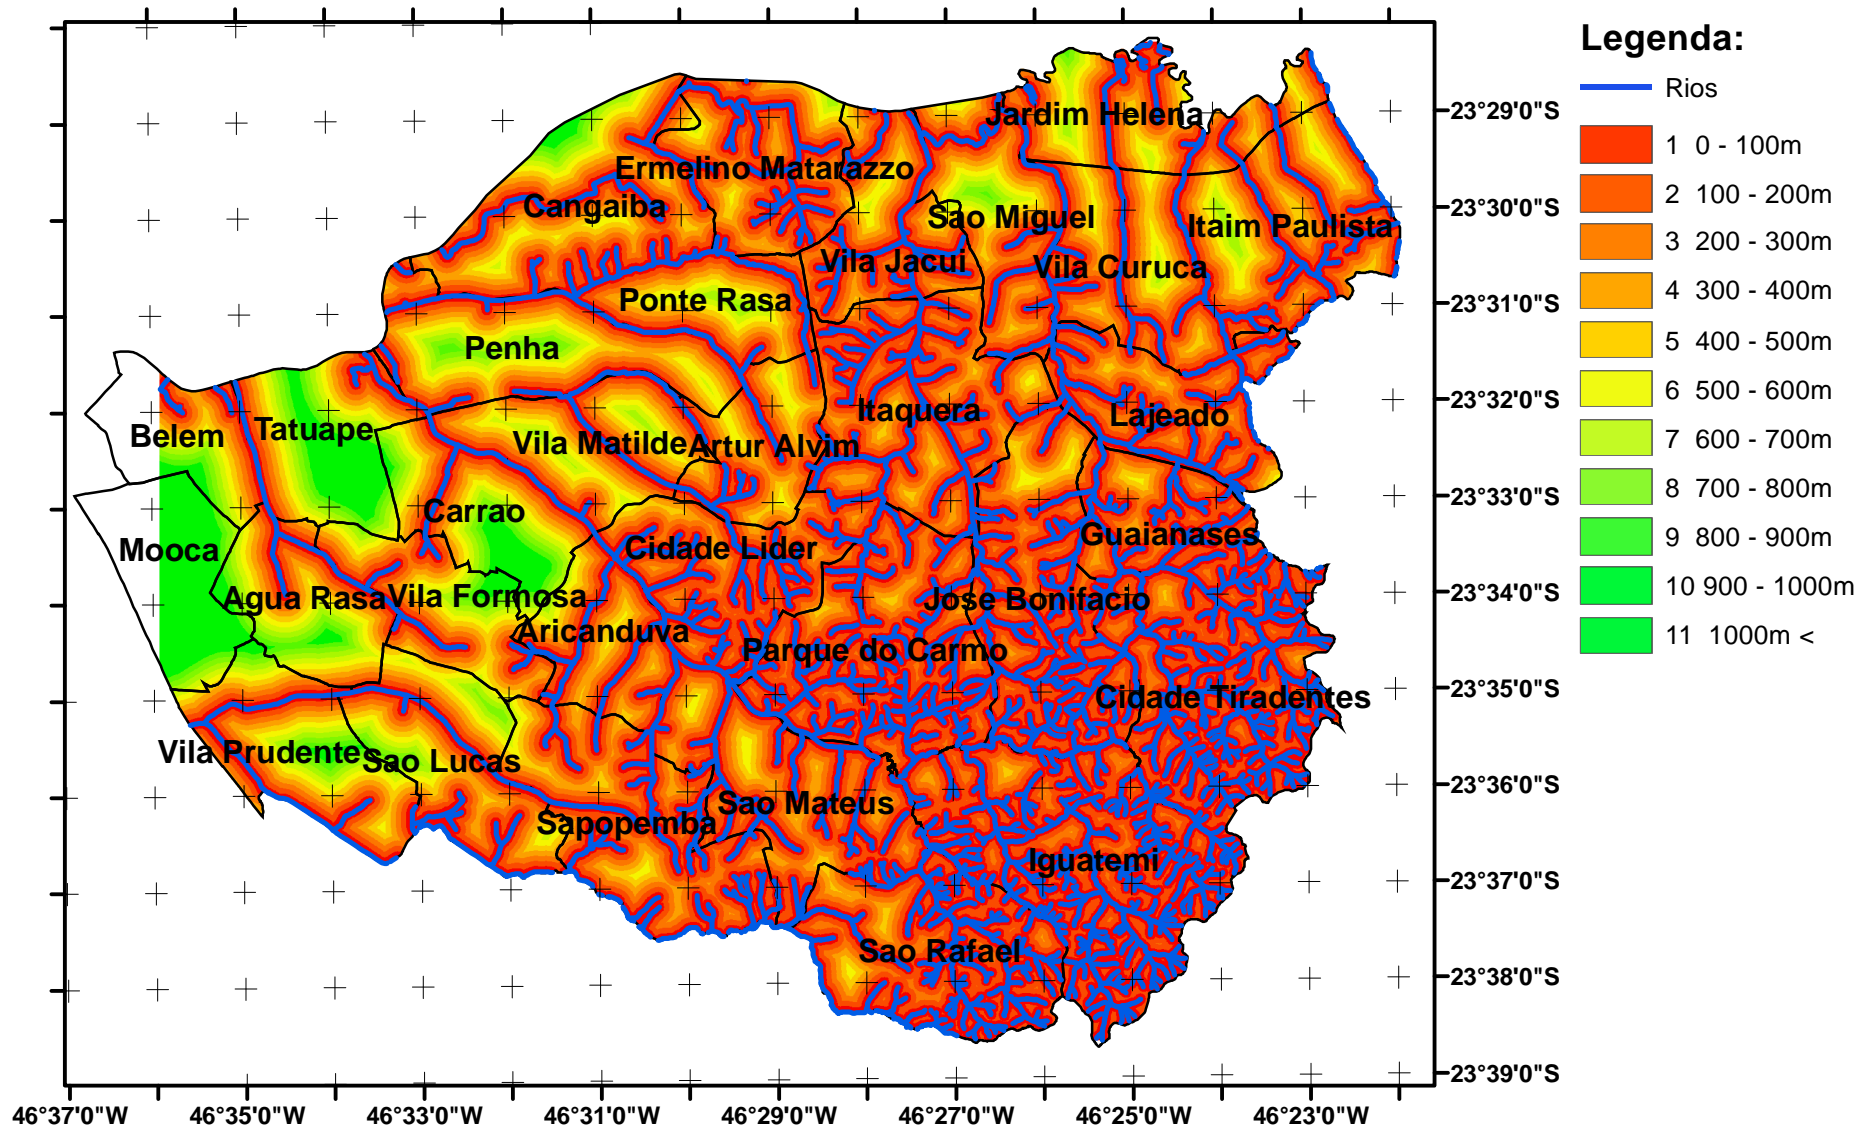 Legenda:
Rios
1 0 - 100m
2 100 - 200m
3 200 - 300m
4 300 - 400m
5 400 - 500m
6 500 - 600m
7 600 - 700m
8 700 - 800m
9 800 - 900m
10 900 - 1000m
11 1000m <
Jardim Helena
Ermelino Matarazzo
Cangaiba
Sao Miguel
Itaim Paulista
Vila Jacui
Vila Curuca
Ponte Rasa
Penha
Itaquera
Lajeado
Belem
Tatuape
Vila Matilde
Artur Alvim
Carrao
Guaianases
Mooca
Cidade Lider
Agua Rasa
Vila Formosa
Jose Bonifacio
Aricanduva
Parque do Carmo
Cidade Tiradentes
Vila Prudente
Sao Lucas
Sao Mateus
Sapopemba
Iguatemi
Sao Rafael
23°29'0"S
23°30'0"S
23°31'0"S
23°32'0"S
23°33'0"S
23°34'0"S
23°35'0"S
23°36'0"S
23°37'0"S
23°38'0"S
23°39'0"S
46°37'0"W
46°35'0"W
46°33'0"W
46°31'0"W
46°29'0"W
46°27'0"W
46°25'0"W
46°23'0"W